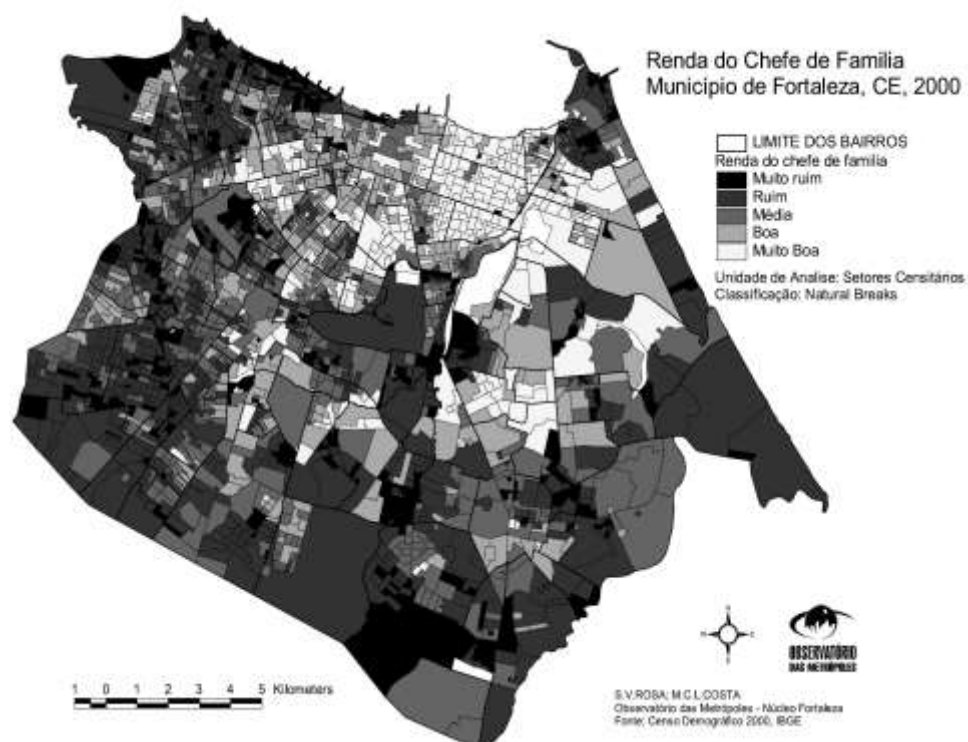 Renda do Chefe de Familia
Municipio de Fortaleza, CE, 2000
LIMITE DOS BAIRROS
Renda do chefe de familia
Muito ruim
Ruim
Média
Boa
Muito Boa
Unidade de Analise: Setores Censitários
Classificação: Natural Breaks
1 0 1 2 3 4 5 Kilometers
OBSERVATÓRIO
DAS METRÓPOLES
S.V.ROSA; M.C.L.COSTA
Observatório das Metrópoles - Núcleo Fortaleza
Fonte: Censo Demográfico 2000, IBGE